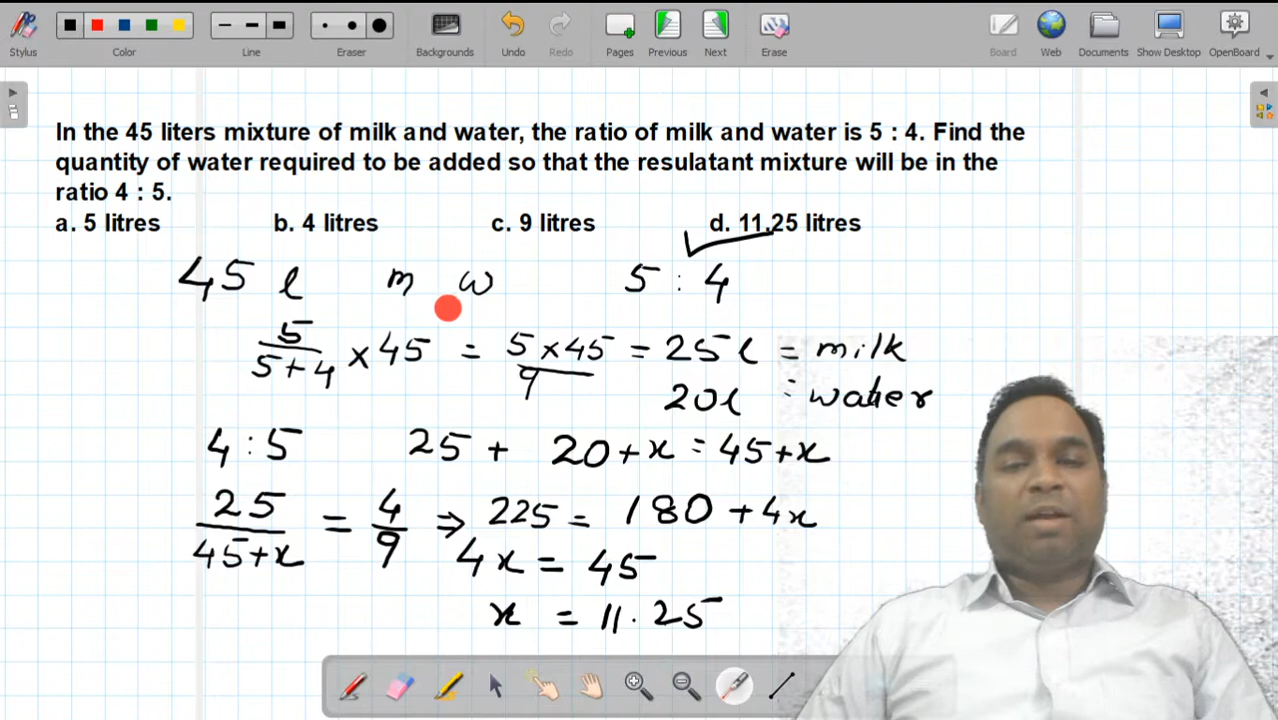 Stylus Color Line Eraser Backgrounds Undo Redo Pages Previous Next Erase Board Web Documents Show Desktop OpenBoard
In the 45 liters mixture of milk and water, the ratio of milk and water is 5 : 4. Find the
quantity of water required to be added so that the resulatant mixture will be in the
ratio 4 : 5.
a. 5 litres b. 4 litres c. 9 litres d. 11.25 litres
45 l m w 5 : 4
5/5+4 × 45 = 5×45/9 = 25l = milk
20l = water
4 : 5 25 + 20 + x = 45 + x
25/45+x = 4/9 ⇒ 225 = 180 + 4x
4x = 45
x = 11.25